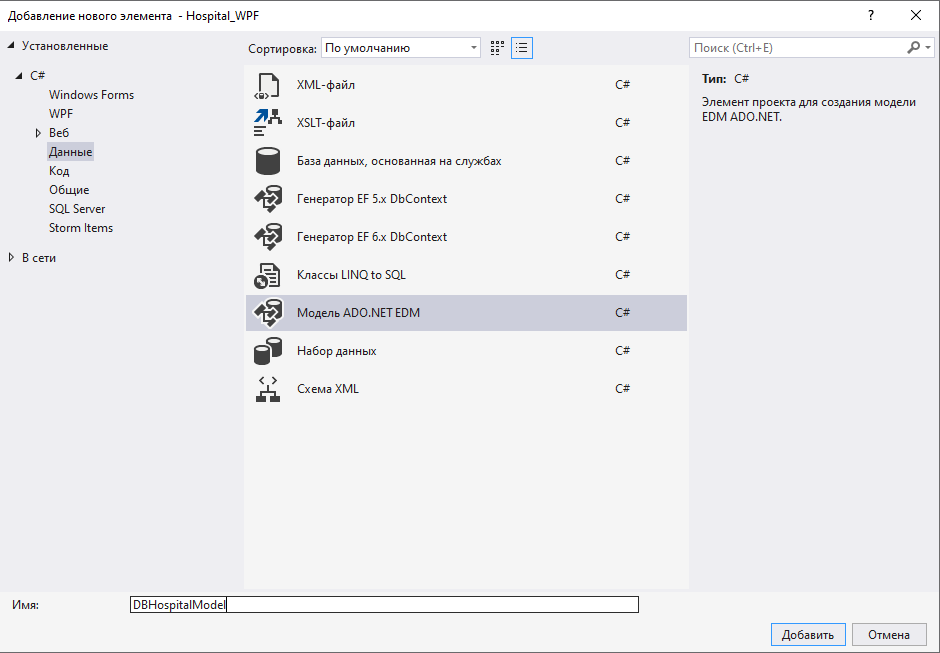 Добавление нового элемента - Hospital_WPF
?
Установленные
C#
Windows Forms
WPF
Веб
Данные
Код
Общие
SQL Server
Storm Items
В сети
Сортировка: По умолчанию
XML-файл C#
XSLT-файл C#
База данных, основанная на службах C#
Генератор EF 5.x DbContext C#
Генератор EF 6.x DbContext C#
Классы LINQ to SQL C#
Модель ADO.NET EDM C#
Набор данных C#
Схема XML C#
Поиск (Ctrl+E)
Тип: C#
Элемент проекта для создания модели
EDM ADO.NET.
Имя: DBHospitalModel
Добавить Отмена